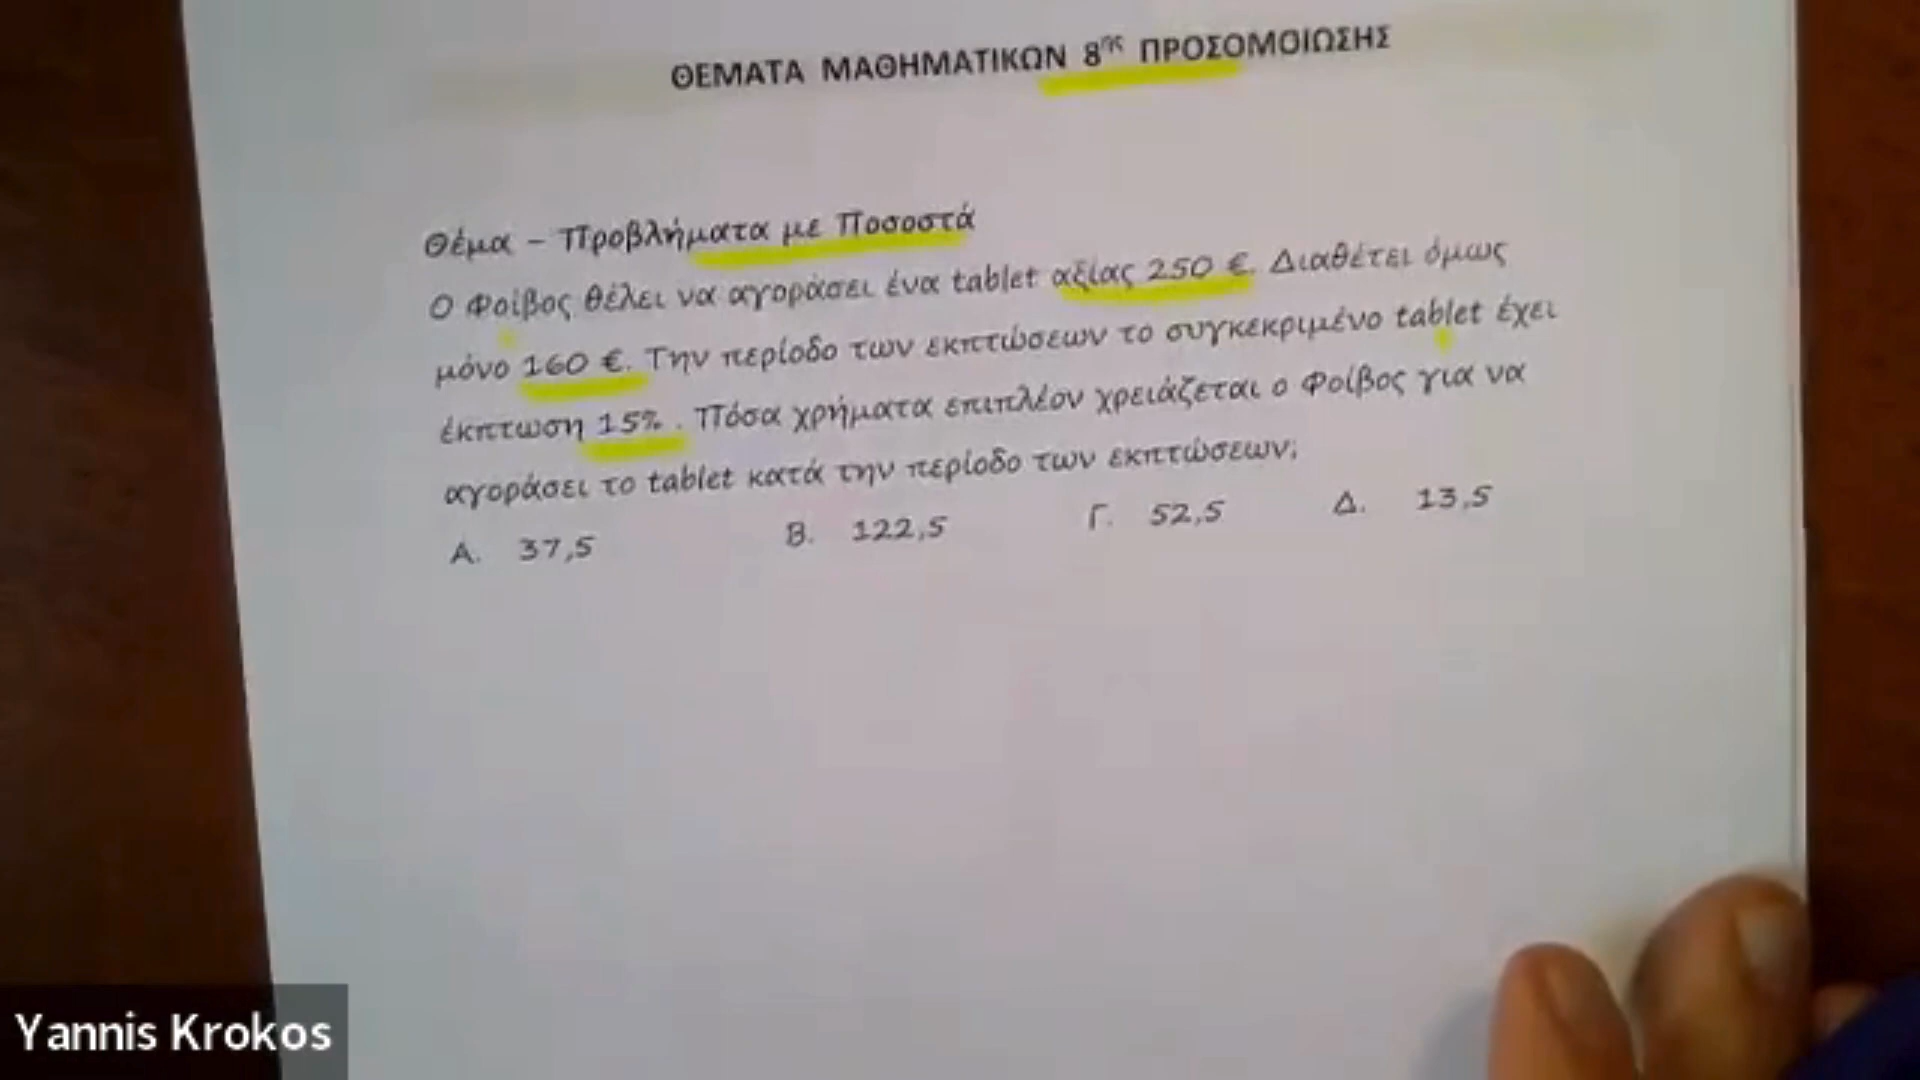 ΘΕΜΑΤΑ ΜΑΘΗΜΑΤΙΚΩΝ 8ης ΠΡΟΣΟΜΟΙΩΣΗΣ
Θέμα – Προβλήματα με Ποσοστά
Ο Φοίβος θέλει να αγοράσει ένα tablet αξίας 250 €. Διαθέτει όμως
μόνο 160 €. Την περίοδο των εκπτώσεων το συγκεκριμένο tablet έχει
έκπτωση 15% . Πόσα χρήματα επιπλέον χρειάζεται ο Φοίβος για να
αγοράσει το tablet κατά την περίοδο των εκπτώσεων;
Α. 37,5 Β. 122,5 Γ. 52,5 Δ. 13,5
Yannis Krokos